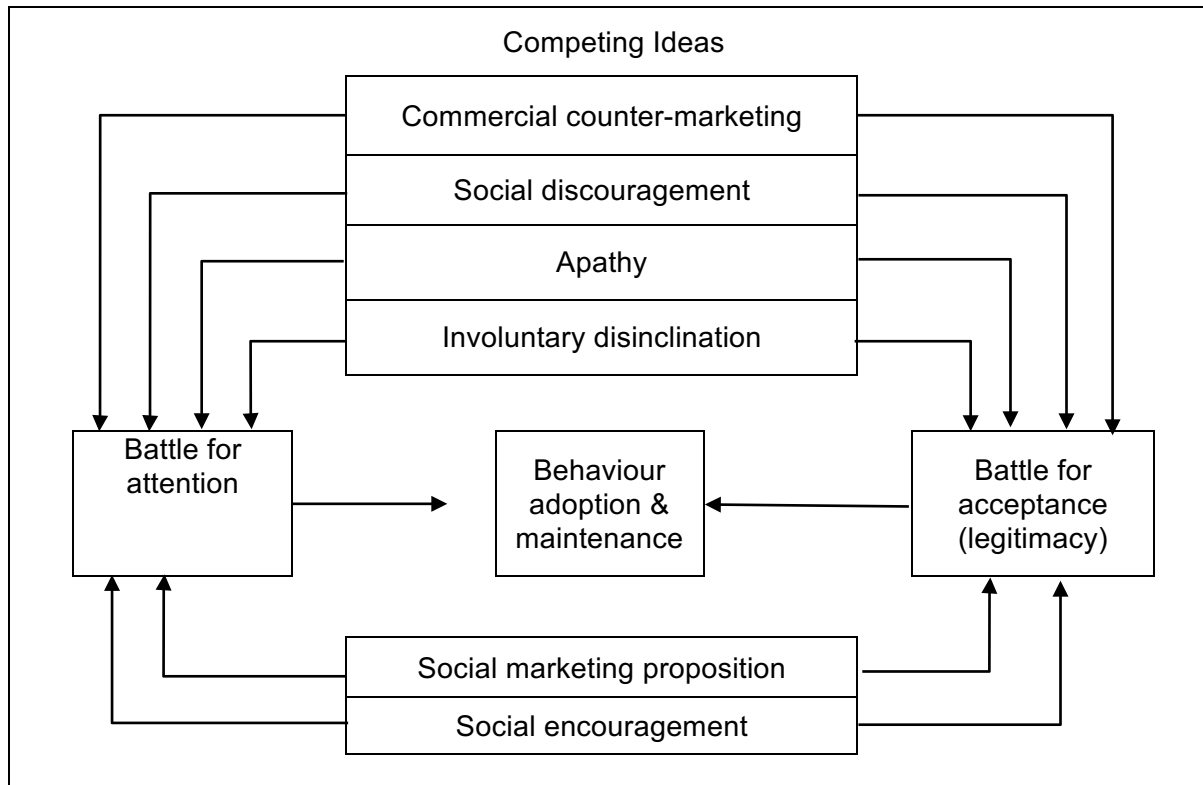 Competing Ideas
Commercial counter-marketing
Social discouragement
Apathy
Involuntary disinclination
Battle for
attention
Behaviour
adoption &
maintenance
Battle for
acceptance
(legitimacy)
Social marketing proposition
Social encouragement